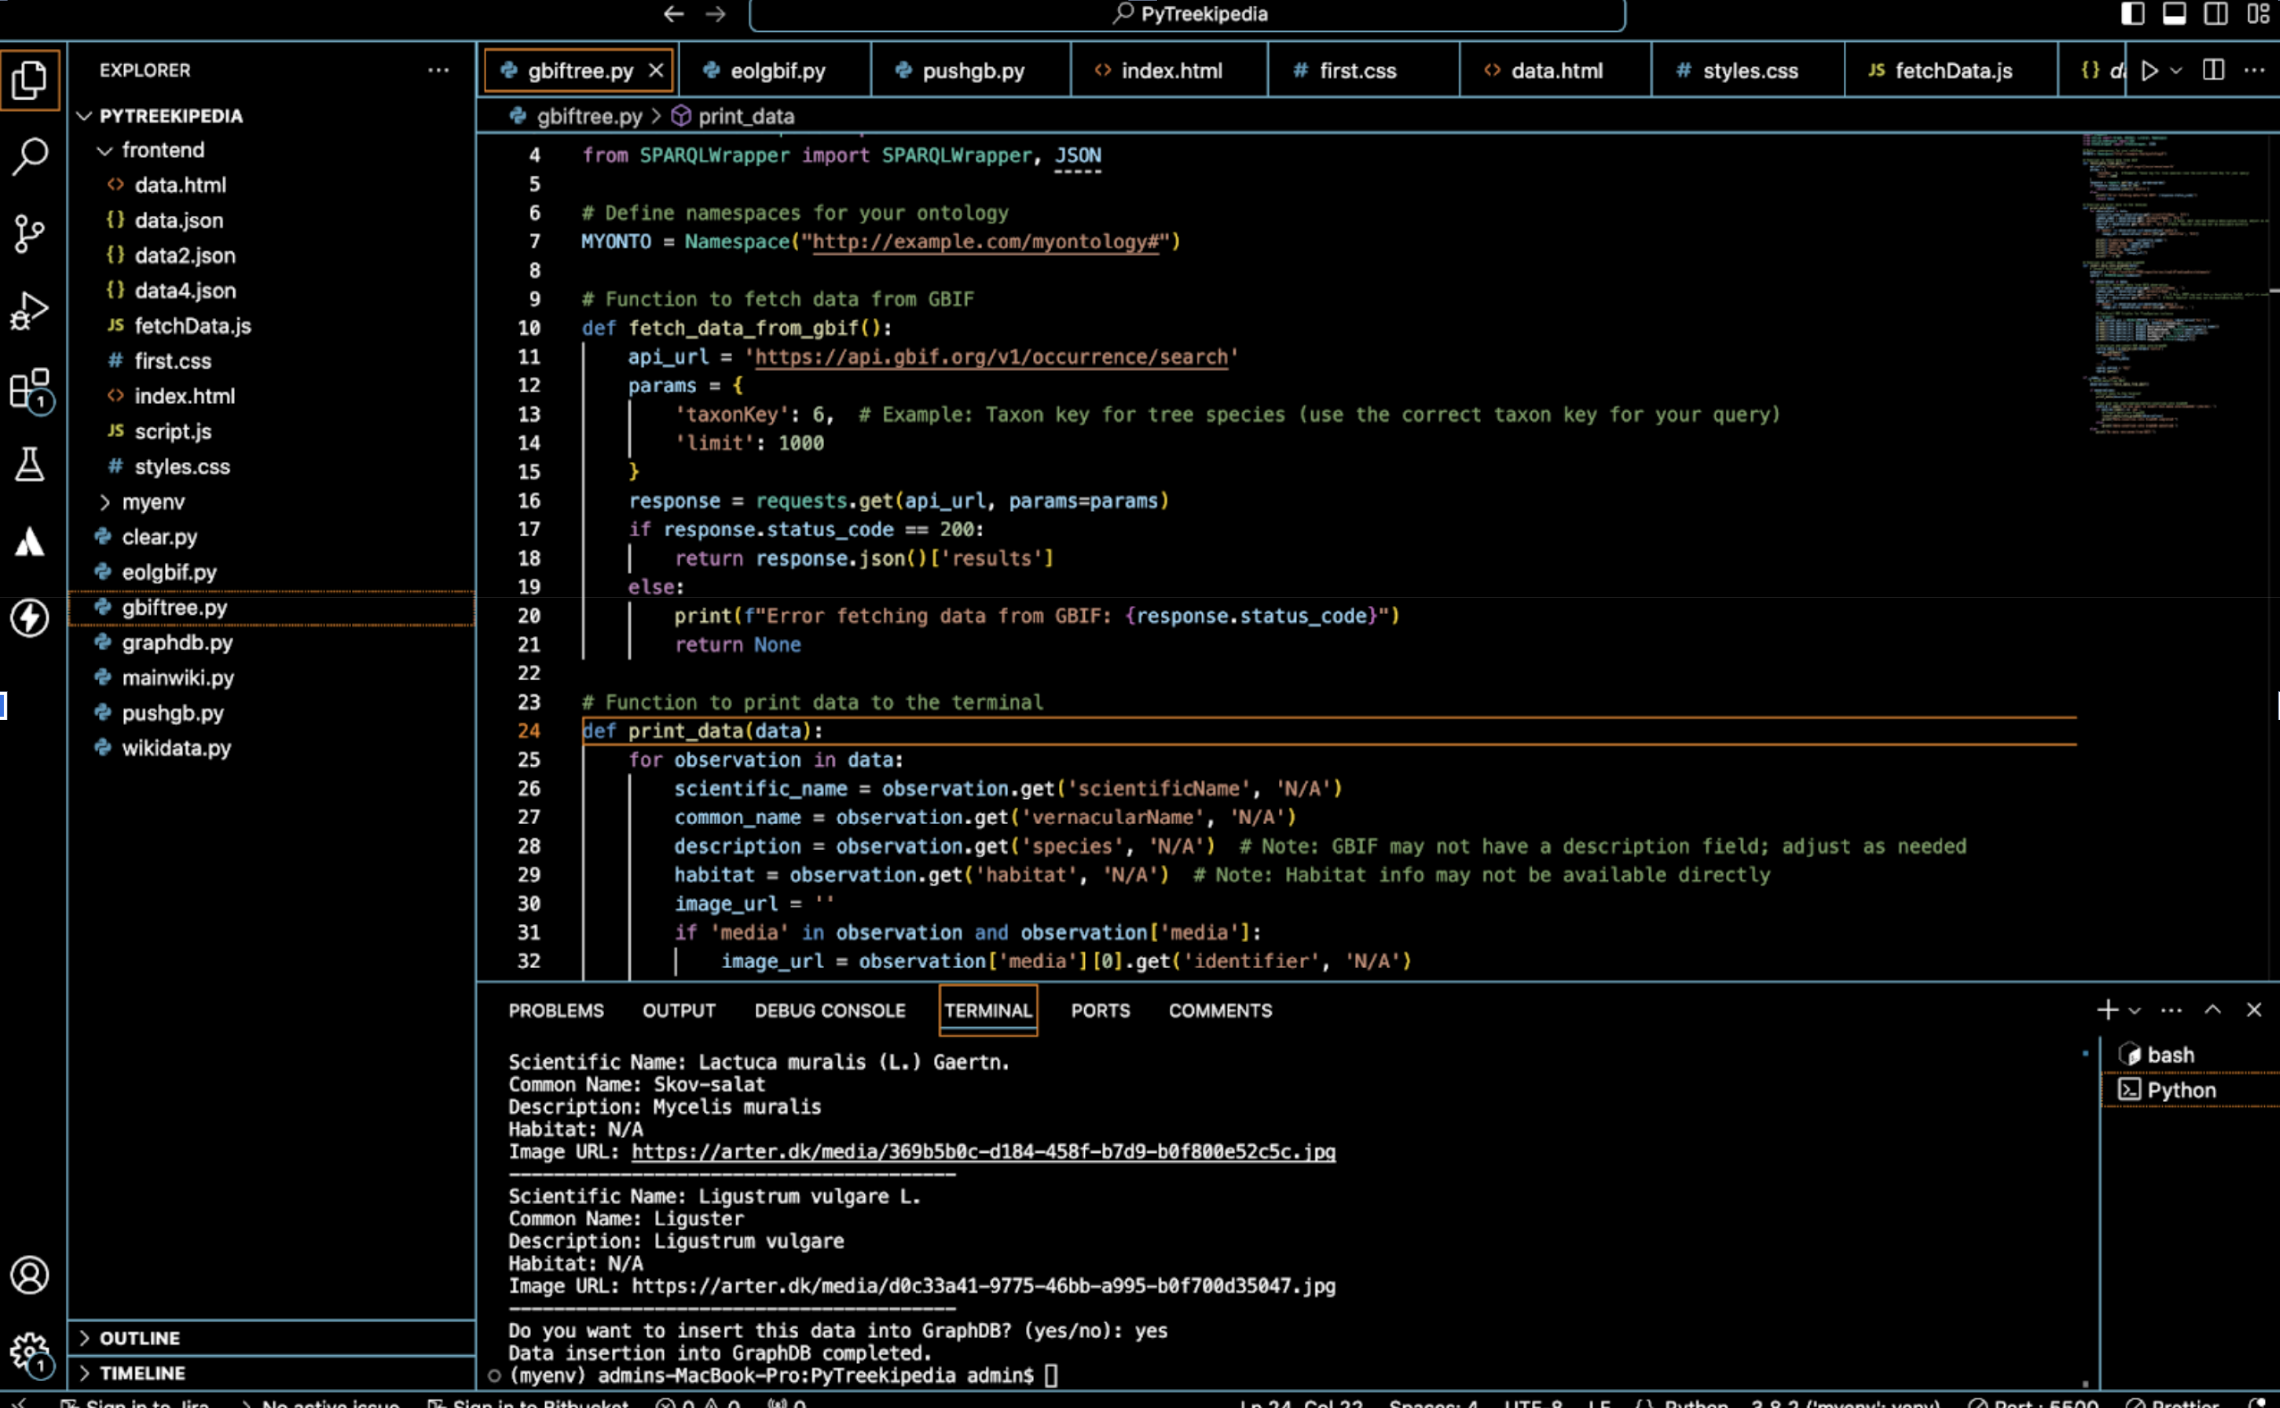 PyTreekipedia
EXPLORER
PYTREEKIPEDIA
frontend
data.html
data.json
data2.json
data4.json
fetchData.js
first.css
index.html
script.js
styles.css
myenv
clear.py
eolgbif.py
gbiftree.py
graphdb.py
mainwiki.py
pushgb.py
wikidata.py
OUTLINE
TIMELINE
gbiftree.py
eolgbif.py
pushgb.py
index.html
first.css
data.html
styles.css
JS fetchData.js
gbiftree.py > print_data
4 from SPARQLWrapper import SPARQLWrapper, JSON
5
6 # Define namespaces for your ontology
7 MYONTO = Namespace("http://example.com/myontology#")
8
9 # Function to fetch data from GBIF
10 def fetch_data_from_gbif():
11 api_url = 'https://api.gbif.org/v1/occurrence/search'
12 params = {
13 'taxonKey': 6, # Example: Taxon key for tree species (use the correct taxon key for your query)
14 'limit': 1000
15 }
16 response = requests.get(api_url, params=params)
17 if response.status_code == 200:
18 return response.json()['results']
19 else:
20 print(f"Error fetching data from GBIF: {response.status_code}")
21 return None
22
23 # Function to print data to the terminal
24 def print_data(data):
25 for observation in data:
26 scientific_name = observation.get('scientificName', 'N/A')
27 common_name = observation.get('vernacularName', 'N/A')
28 description = observation.get('species', 'N/A') # Note: GBIF may not have a description field; adjust as needed
29 habitat = observation.get('habitat', 'N/A') # Note: Habitat info may not be available directly
30 image_url = ''
31 if 'media' in observation and observation['media']:
32 image_url = observation['media'][0].get('identifier', 'N/A')
PROBLEMS OUTPUT DEBUG CONSOLE TERMINAL PORTS COMMENTS
Scientific Name: Lactuca muralis (L.) Gaertn.
Common Name: Skov-salat
Description: Mycelis muralis
Habitat: N/A
Image URL: https://arter.dk/media/369b5b0c-d184-458f-b7d9-b0f800e52c5c.jpg
----------------------------------------
Scientific Name: Ligustrum vulgare L.
Common Name: Liguster
Description: Ligustrum vulgare
Habitat: N/A
Image URL: https://arter.dk/media/d0c33a41-9775-46bb-a995-b0f700d35047.jpg
----------------------------------------
Do you want to insert this data into GraphDB? (yes/no): yes
Data insertion into GraphDB completed.
(myenv) admins-MacBook-Pro:PyTreekipedia admin$
bash
Python
Sign in to Jira No active issue Sign in to Bitbucket 0 0 0 Ln 24, Col 22 Spaces: 4 UTF-8 LF {} Python 3.8.2 ('myenv': venv) Port : 5500 Prettier